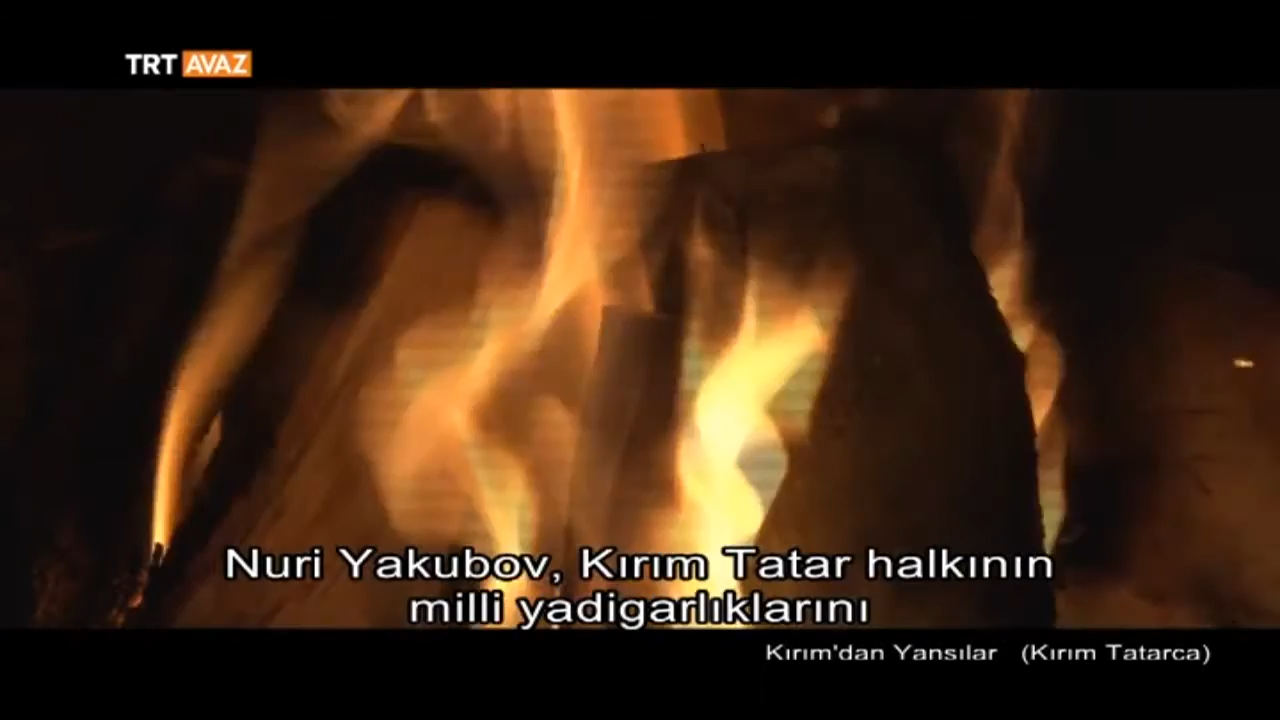 TRT AVAZ
Nuri Yakubov, Kırım Tatar halkının
milli yadigarlıklarını
Kırım'dan Yansılar (Kırım Tatarca)